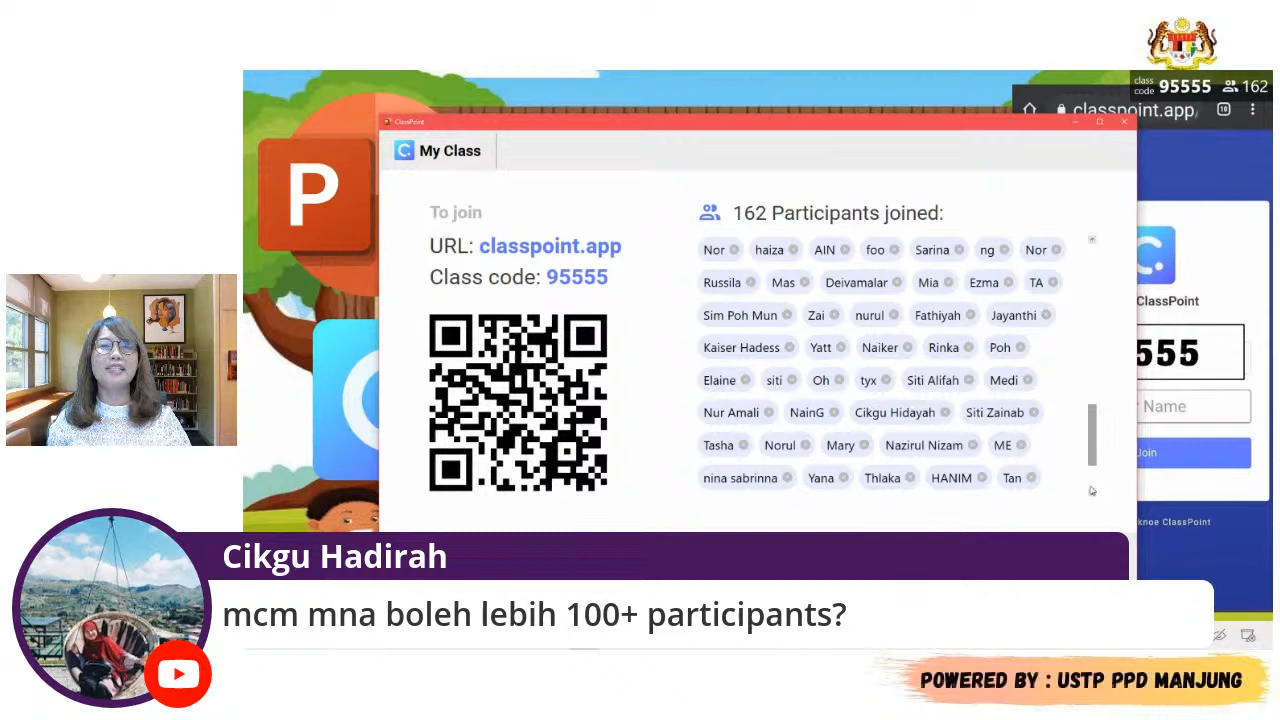 class code 95555 162
classpoint.app/
10
ClassPoint
P
C. My Class
To join
URL: classpoint.app
Class code: 95555
162 Participants joined:
Nor haiza AIN foo Sarina ng Nor
Russila Mas Deivamalar Mia Ezma TA
Sim Poh Mun Zai nurul Fathiyah Jayanthi
Kaiser Hadess Yatt Naiker Rinka Poh
Elaine siti Oh tyx Siti Alifah Medi
Nur Amali NainG Cikgu Hidayah Siti Zainab
Tasha Norul Mary Nazirul Nizam ME
nina sabrinna Yana Thlaka HANIM Tan
ClassPoint
555
Name
Join
knoe ClassPoint
Cikgu Hadirah
mcm mna boleh lebih 100+ participants?
POWERED BY : USTP PPD MANJUNG